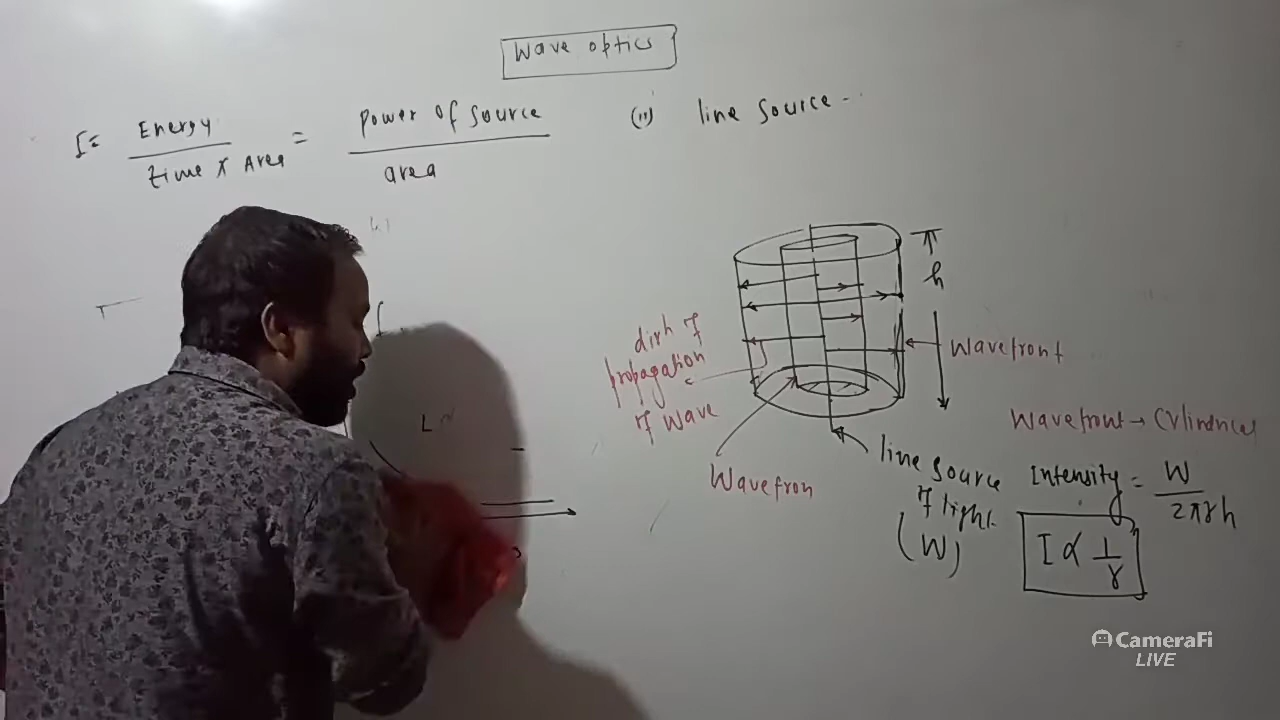 Wave optics
I = Energy / time × Area = Power of Source / area
(ii) line Source -
h
dirn of
propagation
of wave
Wavefront
Wavefron
Wavefront → Cylindrical
line source
of light
(W)
Intensity = W / 2πrh
I ∝ 1/r
CameraFi
LIVE